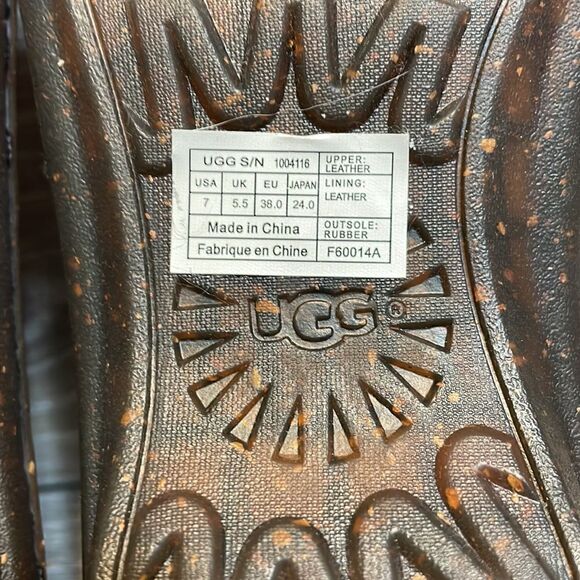 UGG S/N 1004116
UPPER:
LEATHER
USA UK EU JAPAN
7 5.5 38.0 24.0
LINING:
LEATHER
Made in China
OUTSOLE:
RUBBER
Fabrique en Chine
F60014A
UGG®